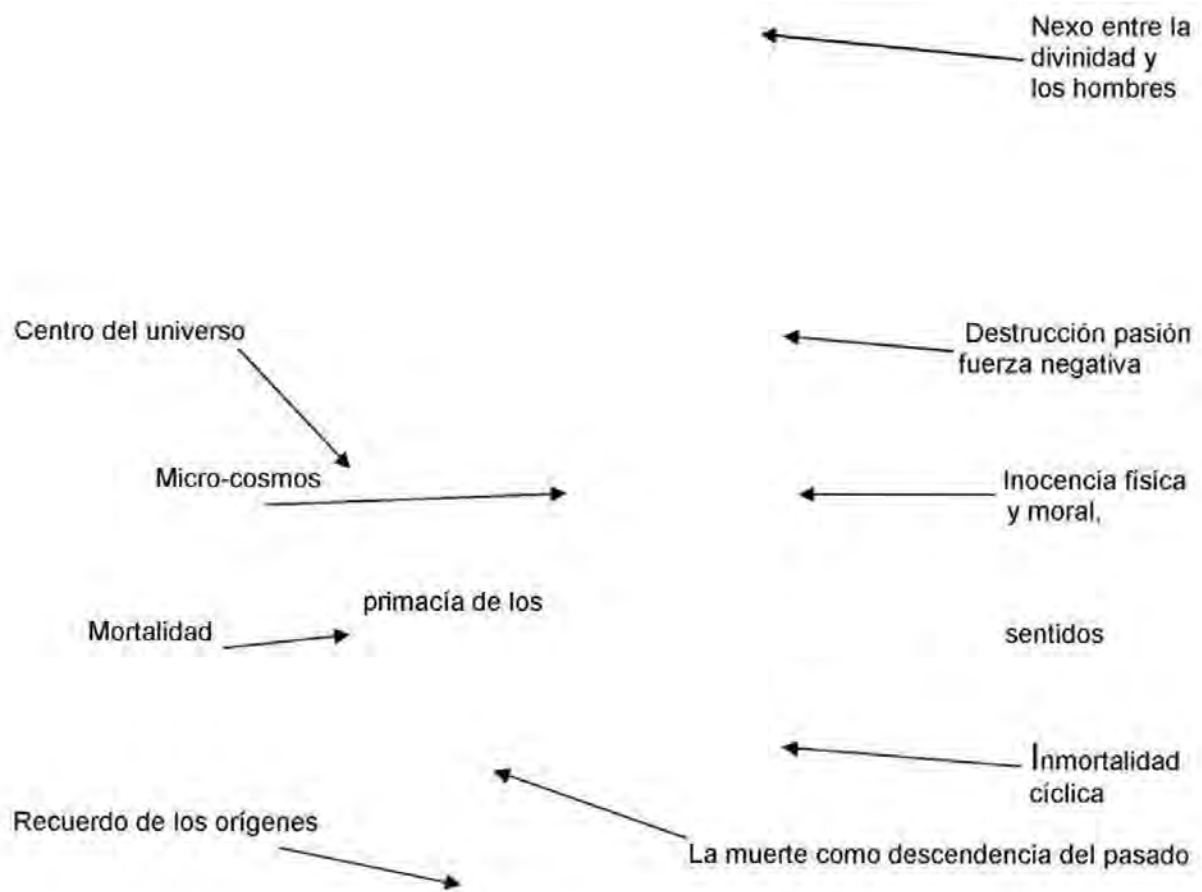 Nexo entre la
divinidad y
los hombres
Centro del universo
Destrucción pasión
fuerza negativa
Micro-cosmos
Inocencia física
y moral,
primacía de los
Mortalidad
sentidos
Inmortalidad
cíclica
Recuerdo de los orígenes
La muerte como descendencia del pasado